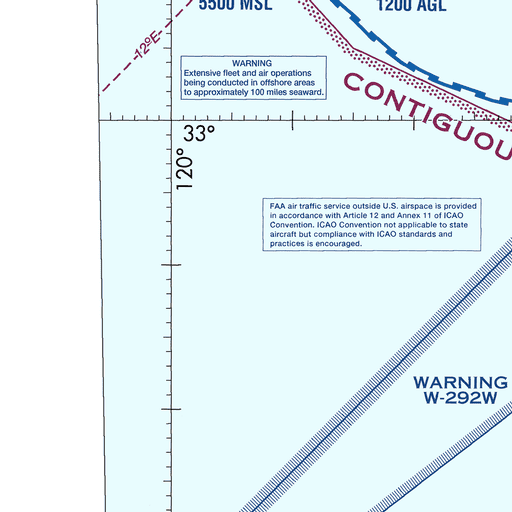 5500 MSL
1200 AGL
12°E
WARNING
Extensive fleet and air operations
being conducted in offshore areas
to approximately 100 miles seaward.
CONTIGUOU
33°
120°
FAA air traffic service outside U.S. airspace is provided
in accordance with Article 12 and Annex 11 of ICAO
Convention. ICAO Convention not applicable to state
aircraft but compliance with ICAO standards and
practices is encouraged.
WARNING
W-292W